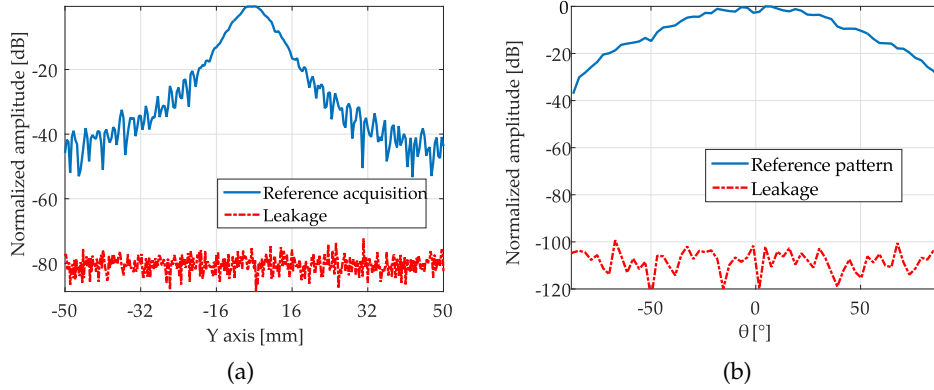 Normalized amplitude [dB]
-20
-40
-60
-80
Reference acquisition
Leakage
-50
-32
-16
16
32
50
Y axis [mm]
(a)
Normalized amplitude [dB]
0
-20
-40
-60
-80
-100
-120
Reference pattern
Leakage
-50
0
50
θ [°]
(b)